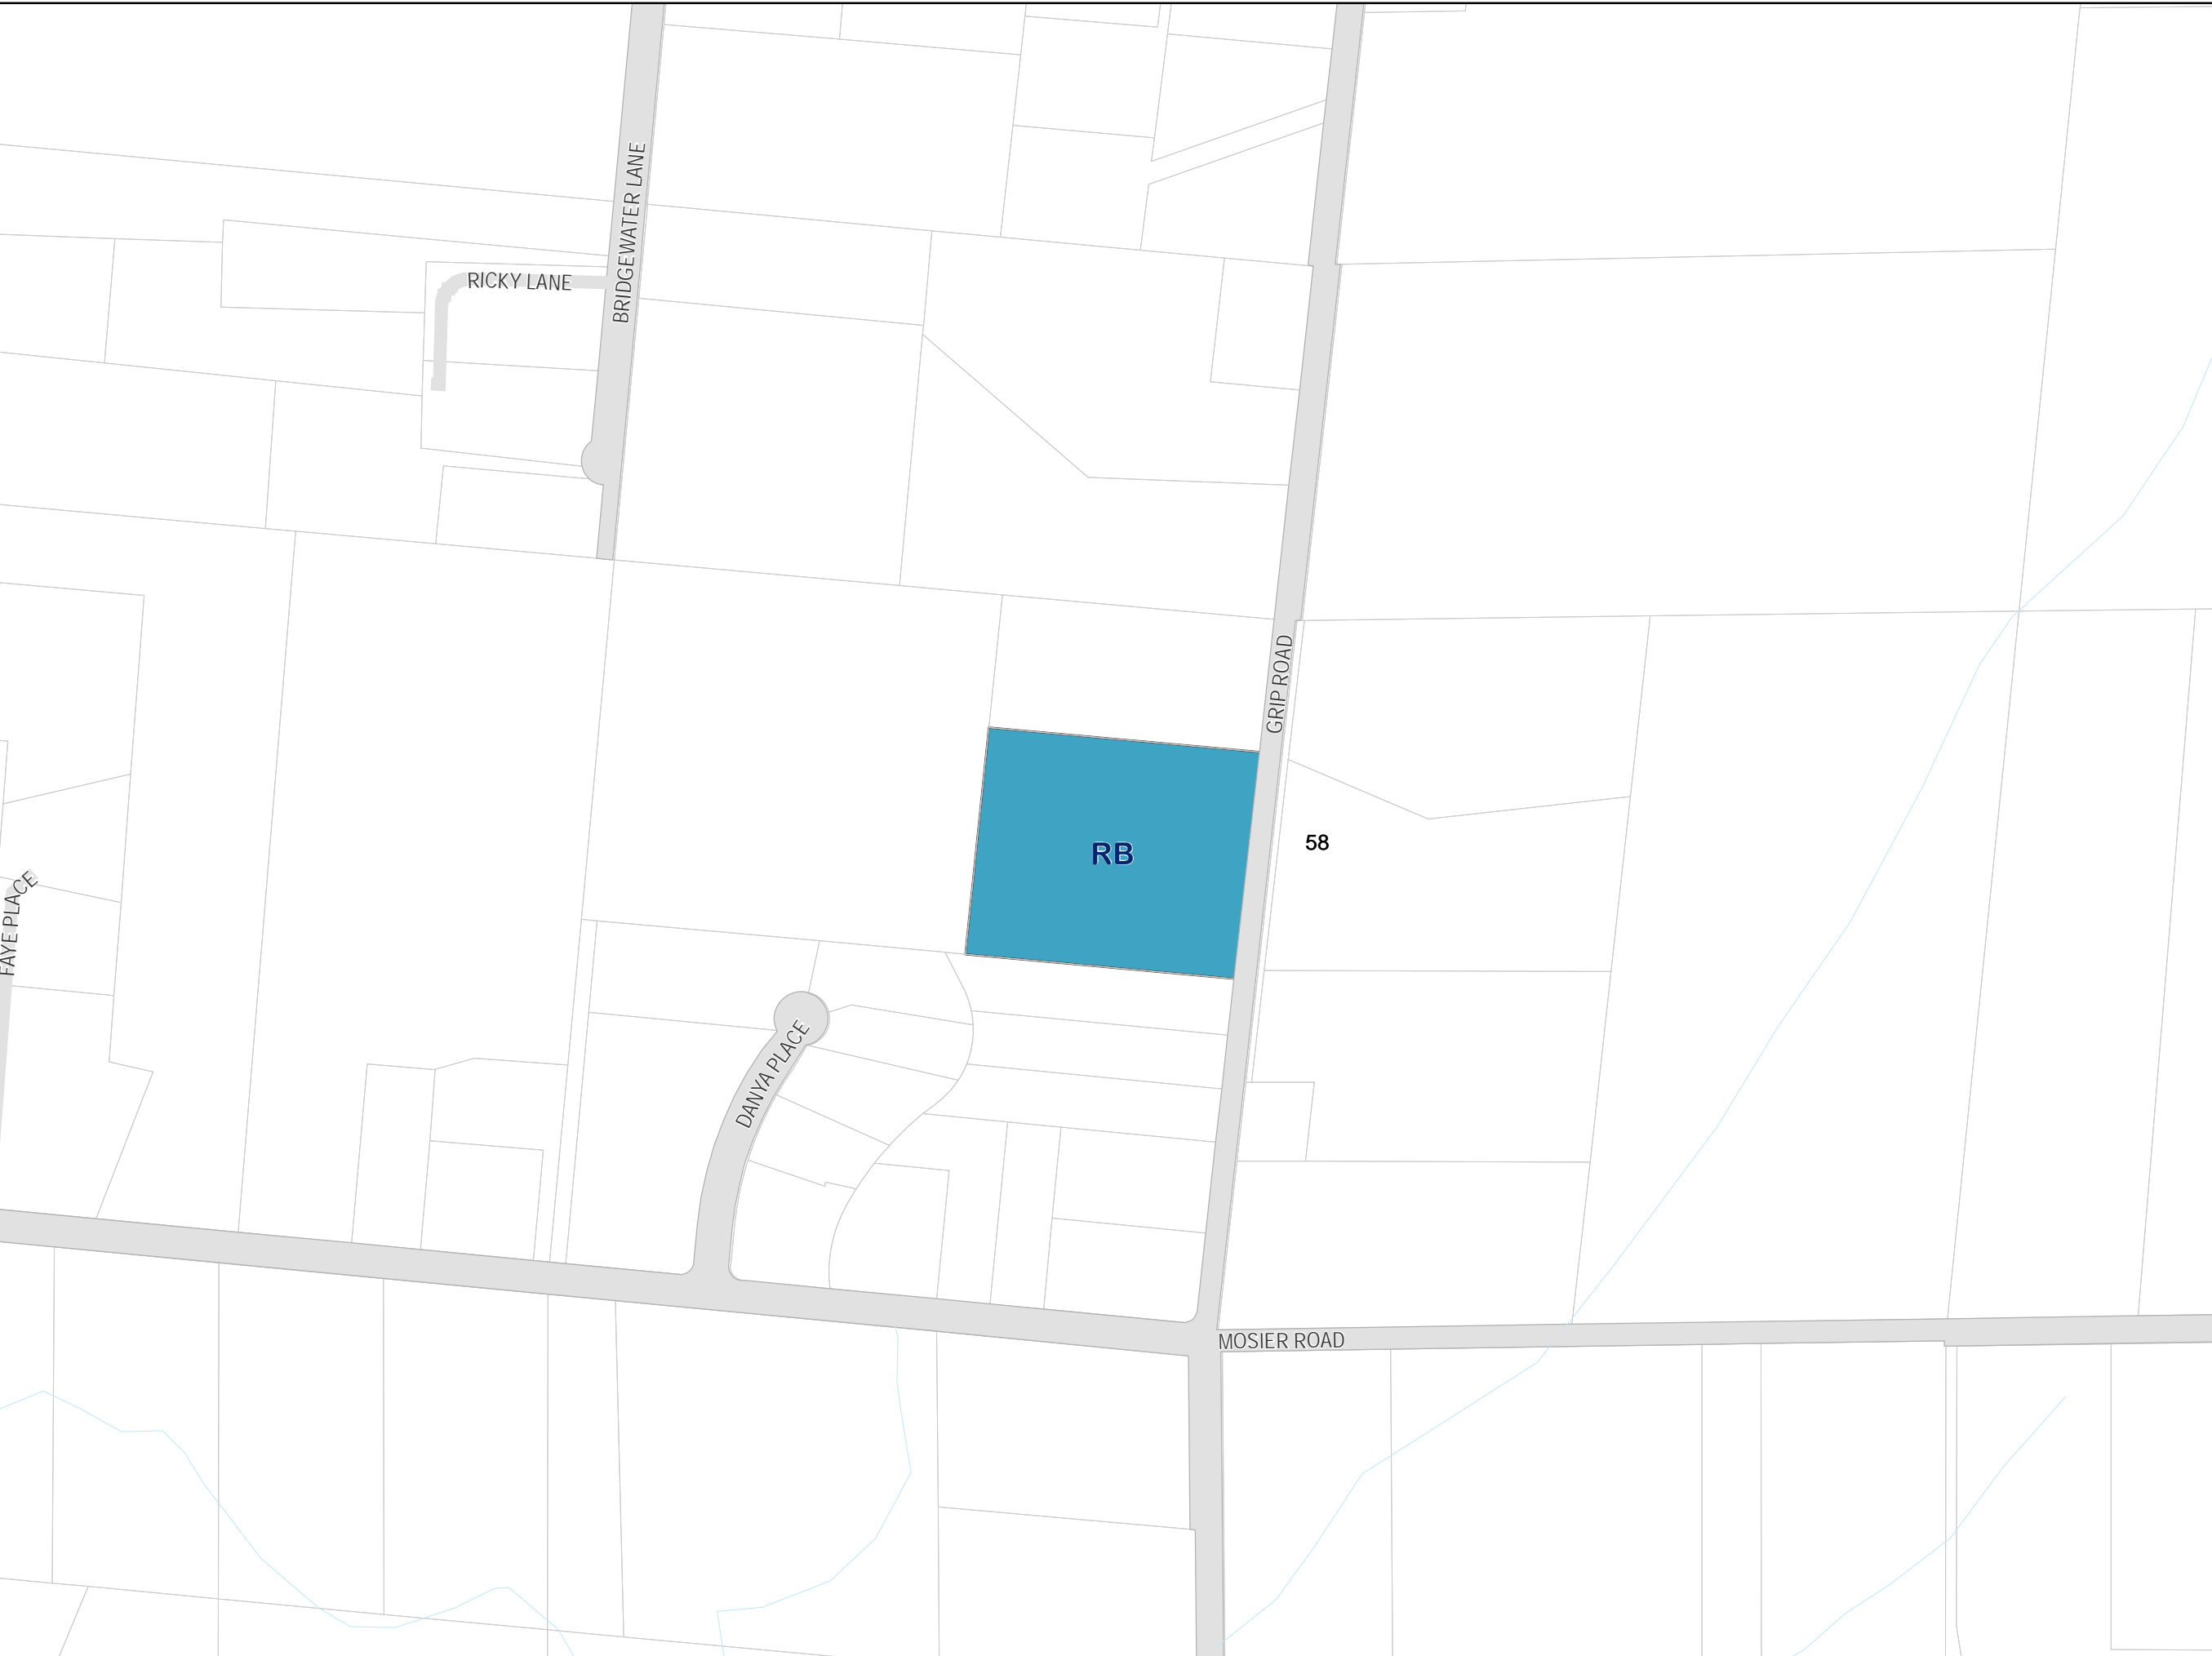 BRIDGEWATER LANE
RICKY LANE
GRIP ROAD
58
RB
FAYE PLACE
DANYA PLACE
MOSIER ROAD